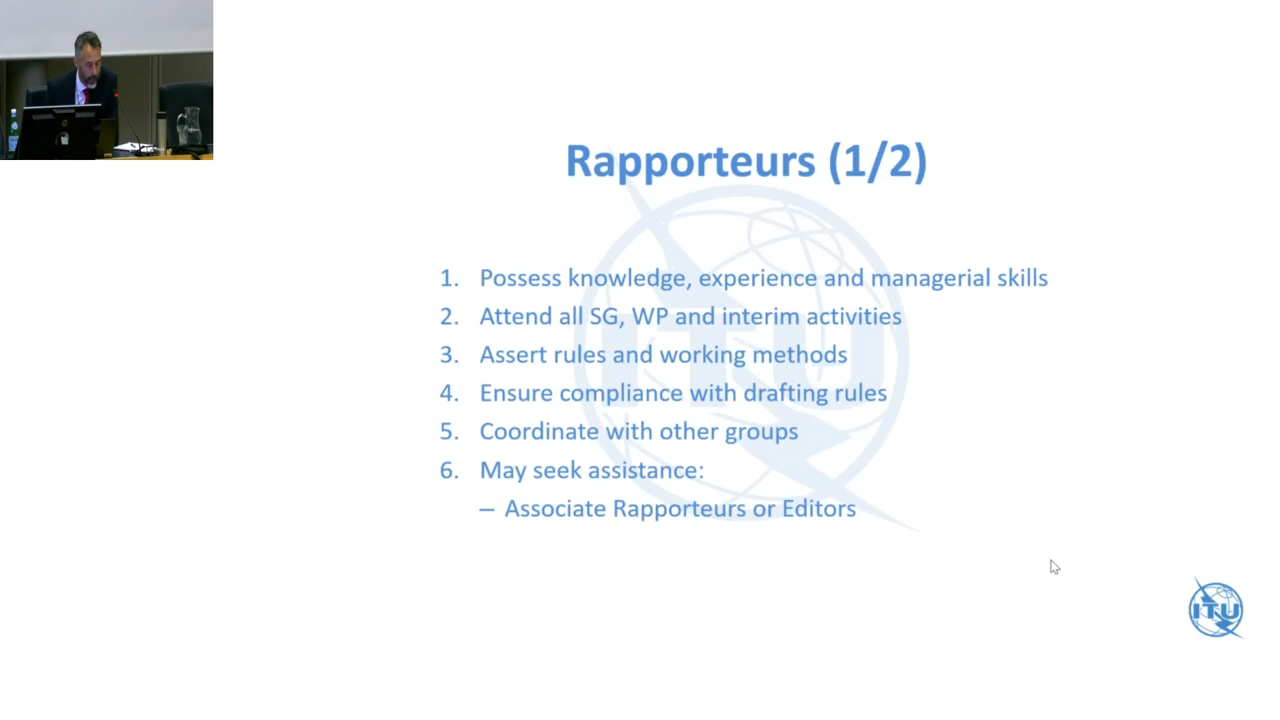 Rapporteurs (1/2)
1. Possess knowledge, experience and managerial skills
2. Attend all SG, WP and interim activities
3. Assert rules and working methods
4. Ensure compliance with drafting rules
5. Coordinate with other groups
6. May seek assistance:
– Associate Rapporteurs or Editors
ITU
ITU